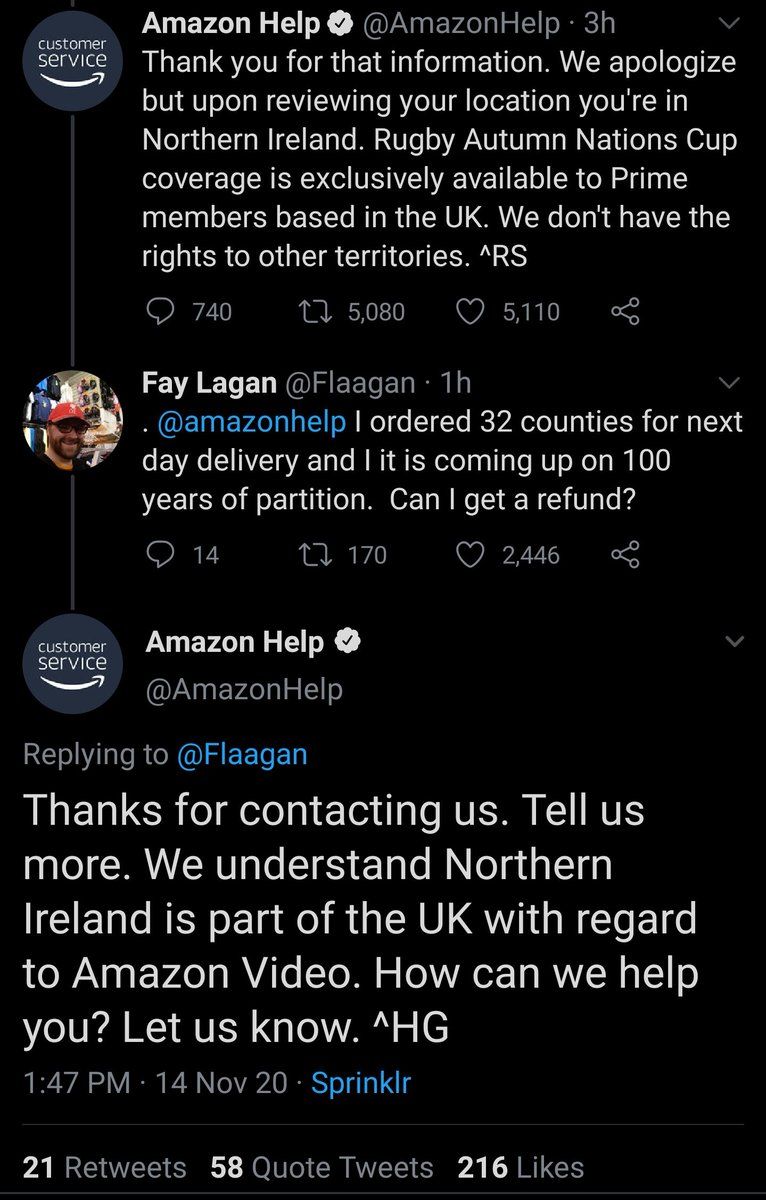 customer
service
Amazon Help @AmazonHelp · 3h
Thank you for that information. We apologize
but upon reviewing your location you're in
Northern Ireland. Rugby Autumn Nations Cup
coverage is exclusively available to Prime
members based in the UK. We don't have the
rights to other territories. ^RS
740 5,080 5,110
Fay Lagan @Flaagan · 1h
. @amazonhelp I ordered 32 counties for next
day delivery and I it is coming up on 100
years of partition. Can I get a refund?
14 170 2,446
customer
service
Amazon Help
@AmazonHelp
Replying to @Flaagan
Thanks for contacting us. Tell us
more. We understand Northern
Ireland is part of the UK with regard
to Amazon Video. How can we help
you? Let us know. ^HG
1:47 PM · 14 Nov 20 · Sprinklr
21 Retweets 58 Quote Tweets 216 Likes